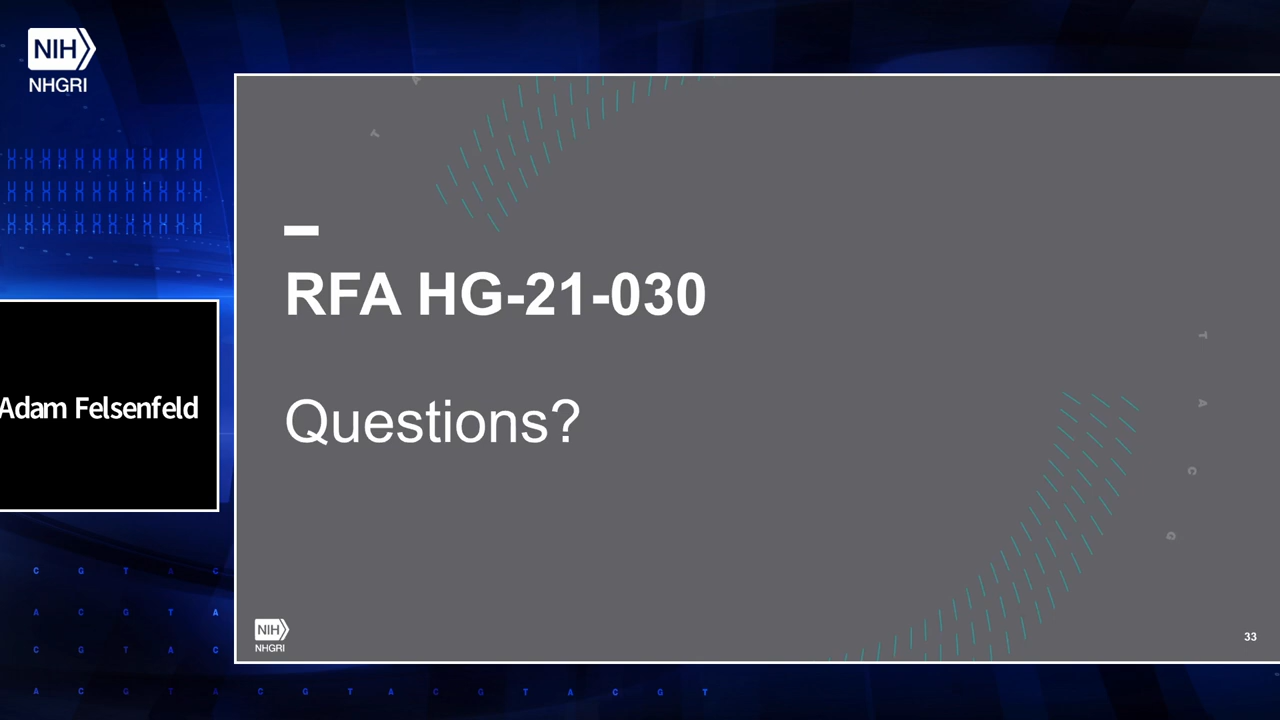 NIH
NHGRI
RFA HG-21-030
Questions?
Adam Felsenfeld
T
A
C
G
T
C G T A C
A C G T A
C G T A C
A C G T A C G T A C G T A C G T
NIH
NHGRI
33